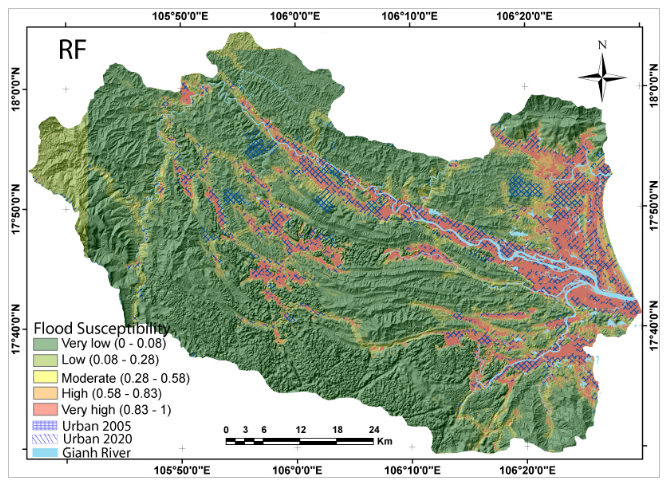 105°50'0"E 106°0'0"E 106°10'0"E 106°20'0"E
RF
N
18°0'0"N 18°0'0"N
17°50'0"N 17°50'0"N
17°40'0"N 17°40'0"N
Flood Susceptibility
Very low (0 - 0.08)
Low (0.08 - 0.28)
Moderate (0.28 - 0.58)
High (0.58 - 0.83)
Very high (0.83 - 1)
Urban 2005
Urban 2020
Gianh River
0 3 6 12 18 24
Km
105°50'0"E 106°0'0"E 106°10'0"E 106°20'0"E